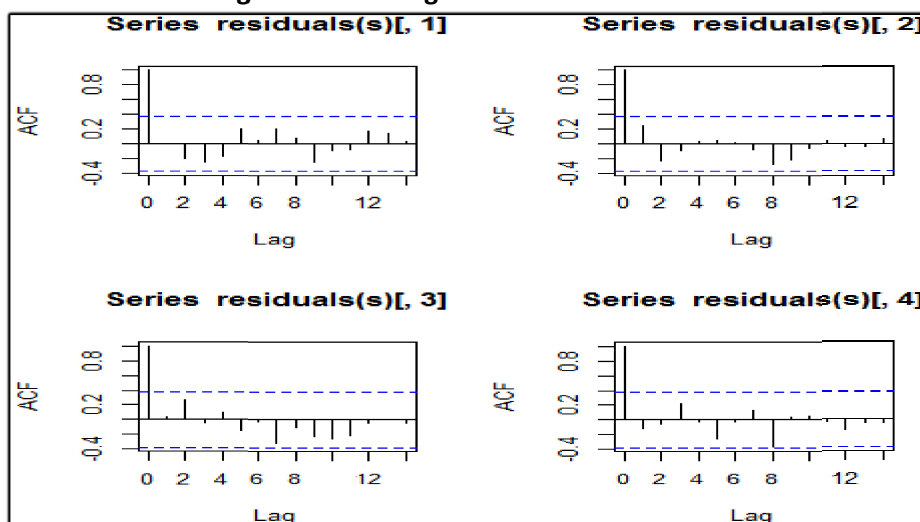 Series residuals(s)[, 1]
ACF
0.8
0.2
-0.4
0 2 4 6 8 12
Lag
Series residuals(s)[, 2]
ACF
0.8
0.2
-0.4
0 2 4 6 8 12
Lag
Series residuals(s)[, 3]
ACF
0.8
0.2
-0.4
0 2 4 6 8 12
Lag
Series residuals(s)[, 4]
ACF
0.8
0.2
-0.4
0 2 4 6 8 12
Lag